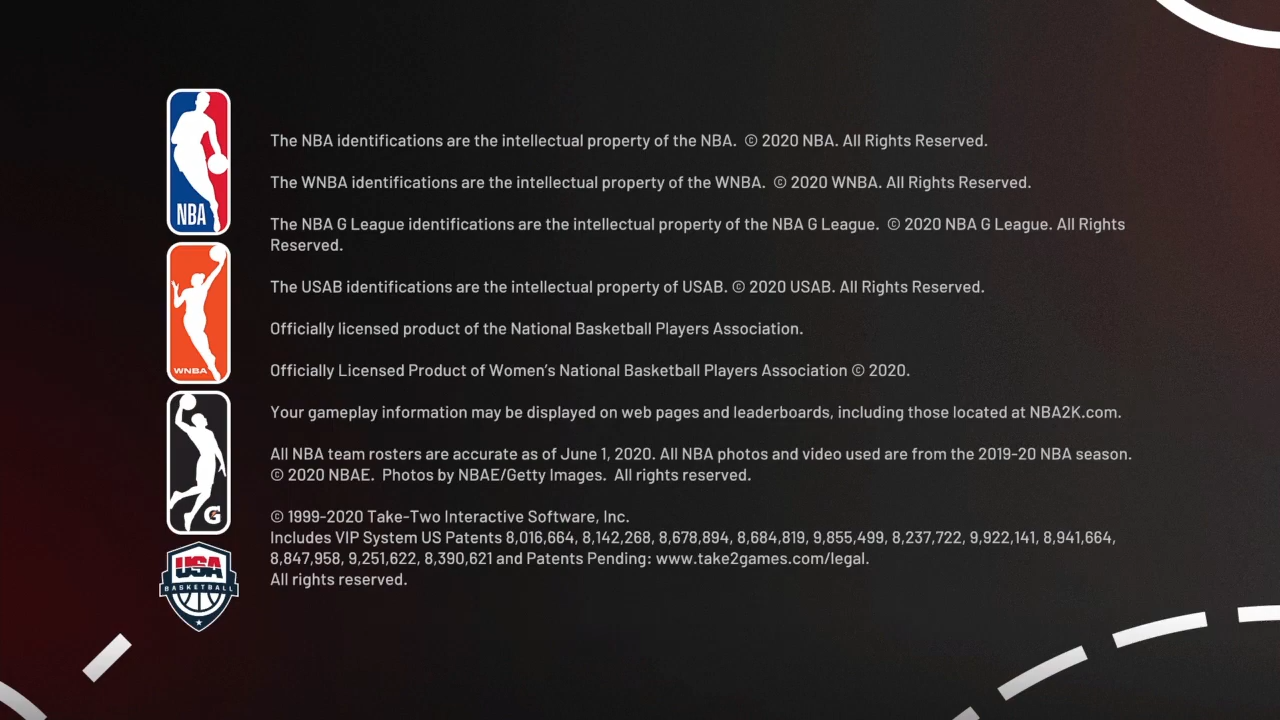 The NBA identifications are the intellectual property of the NBA.  © 2020 NBA. All Rights Reserved.
The WNBA identifications are the intellectual property of the WNBA.  © 2020 WNBA. All Rights Reserved.
The NBA G League identifications are the intellectual property of the NBA G League.  © 2020 NBA G League. All Rights
Reserved.
The USAB identifications are the intellectual property of USAB. © 2020 USAB. All Rights Reserved.
Officially licensed product of the National Basketball Players Association.
Officially Licensed Product of Women’s National Basketball Players Association © 2020.
Your gameplay information may be displayed on web pages and leaderboards, including those located at NBA2K.com.
All NBA team rosters are accurate as of June 1, 2020. All NBA photos and video used are from the 2019-20 NBA season.
© 2020 NBAE.  Photos by NBAE/Getty Images.  All rights reserved.
© 1999-2020 Take-Two Interactive Software, Inc.
Includes VIP System US Patents 8,016,664, 8,142,268, 8,678,894, 8,684,819, 9,855,499, 8,237,722, 9,922,141, 8,941,664,
8,847,958, 9,251,622, 8,390,621 and Patents Pending: www.take2games.com/legal.
All rights reserved.
NBA
WNBA
G
USA
BASKETBALL